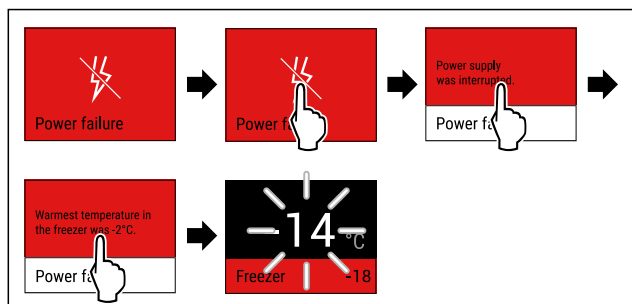 Power failure
Power fa
Power supply
was interrupted.
Power fa
Warmest temperature in
the freezer was -2°C.
Power fa
-14 °C
Freezer -18